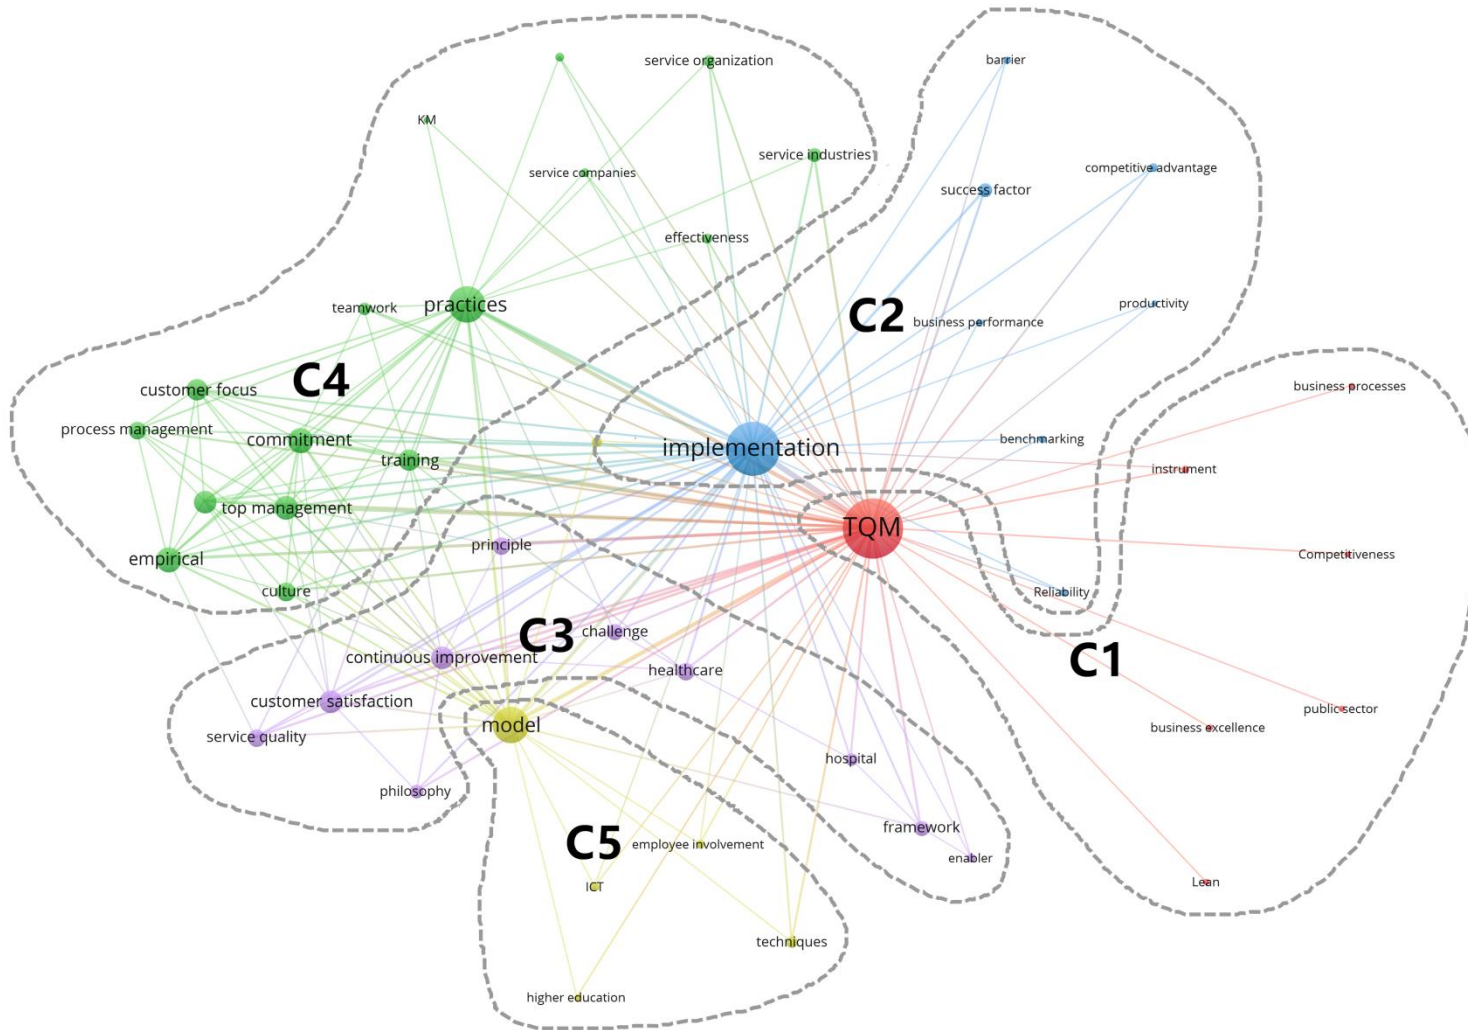 service organization
barrier
KM
service industries
service companies
competitive advantage
success factor
effectiveness
teamwork
practices
C2
business performance
productivity
C4
customer focus
business processes
process management
commitment
training
implementation
benchmarking
instrument
top management
TQM
principle
empirical
Competitiveness
culture
Reliability
C3
challenge
continuous improvement
healthcare
C1
customer satisfaction
public sector
model
business excellence
service quality
hospital
philosophy
framework
C5
employee involvement
enabler
ICT
Lean
techniques
higher education